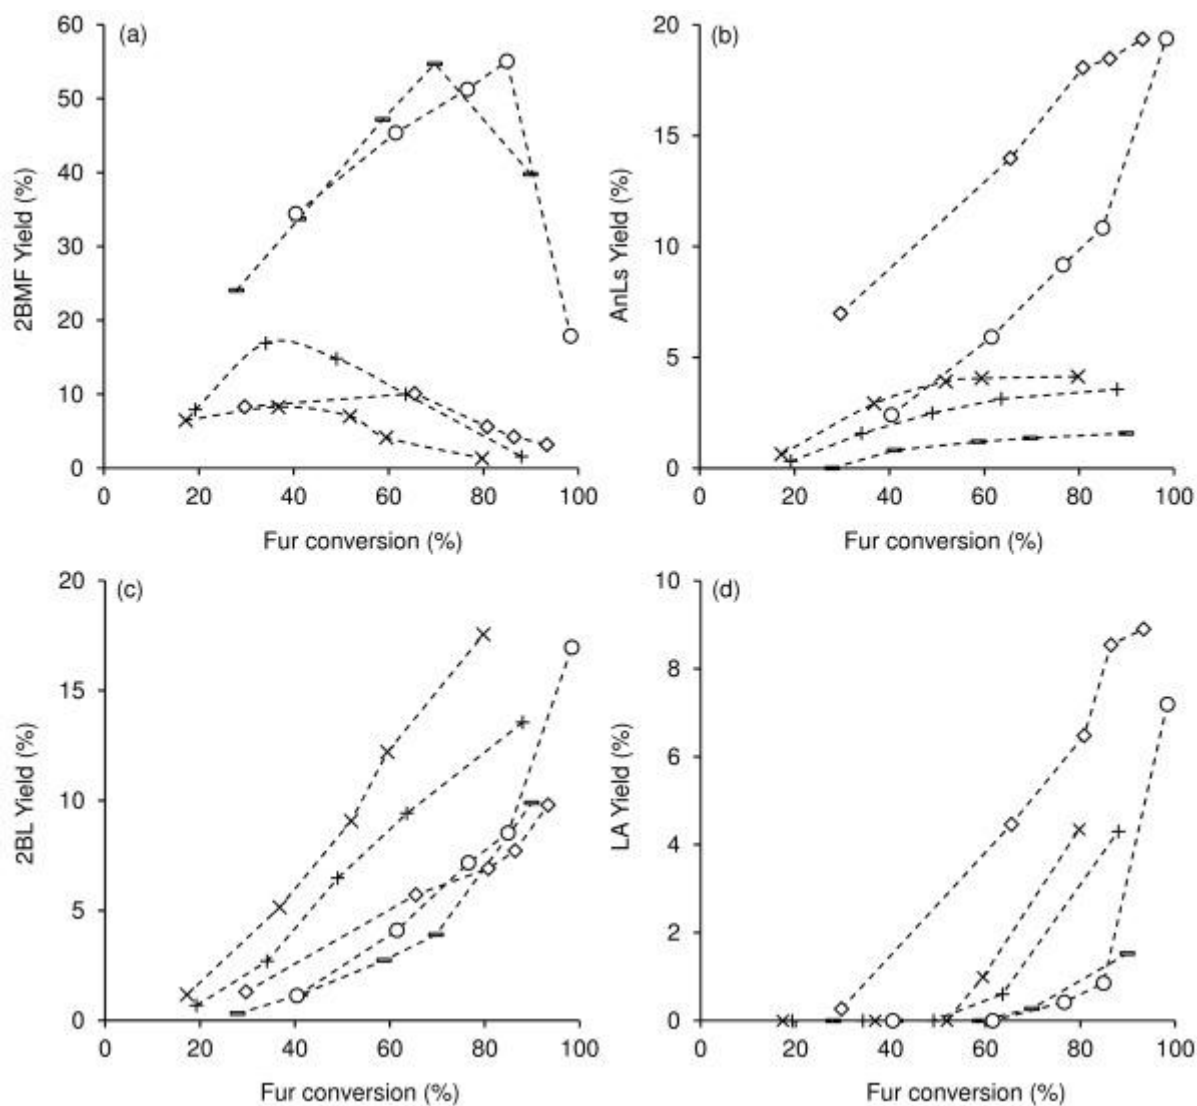 (a)
60
50
40
30
20
10
0
2BMF Yield (%)
0 20 40 60 80 100
Fur conversion (%)
(b)
20
15
10
5
0
AnLs Yield (%)
0 20 40 60 80 100
Fur conversion (%)
(c)
20
15
10
5
0
2BL Yield (%)
0 20 40 60 80 100
Fur conversion (%)
(d)
10
8
6
4
2
0
LA Yield (%)
0 20 40 60 80 100
Fur conversion (%)